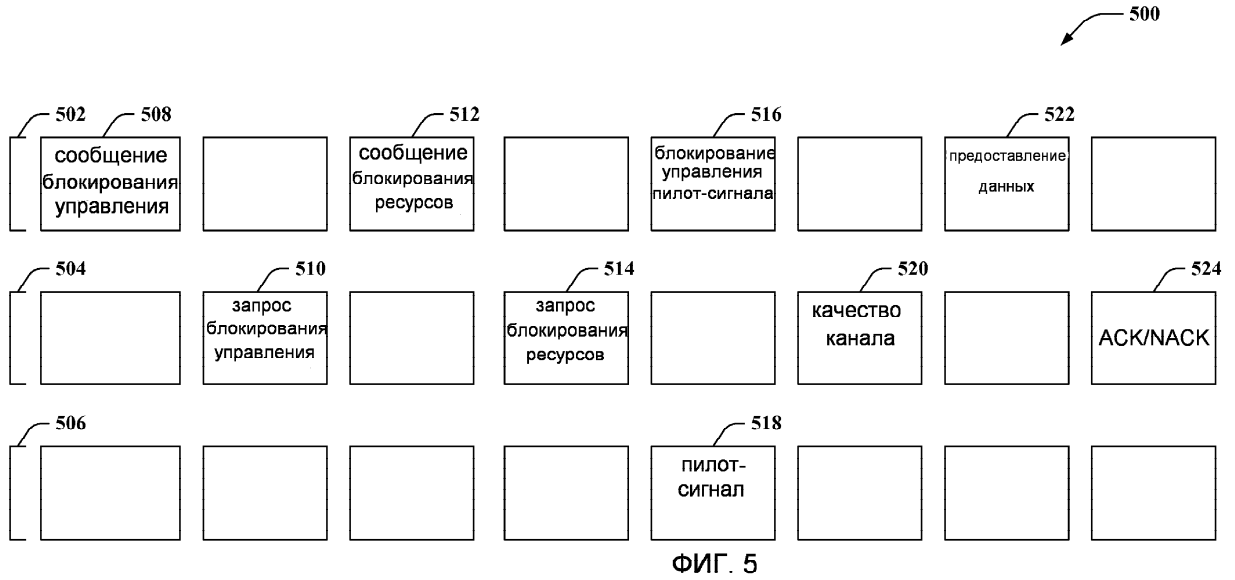 500
502
508
512
516
522
сообщение
блокирования
управления
сообщение
блокирования
ресурсов
блокирование
управления
пилот-сигнала
предоставление
данных
504
510
514
520
524
запрос
блокирования
управления
запрос
блокирования
ресурсов
качество
канала
ACK/NACK
506
518
пилот-
сигнал
ФИГ. 5